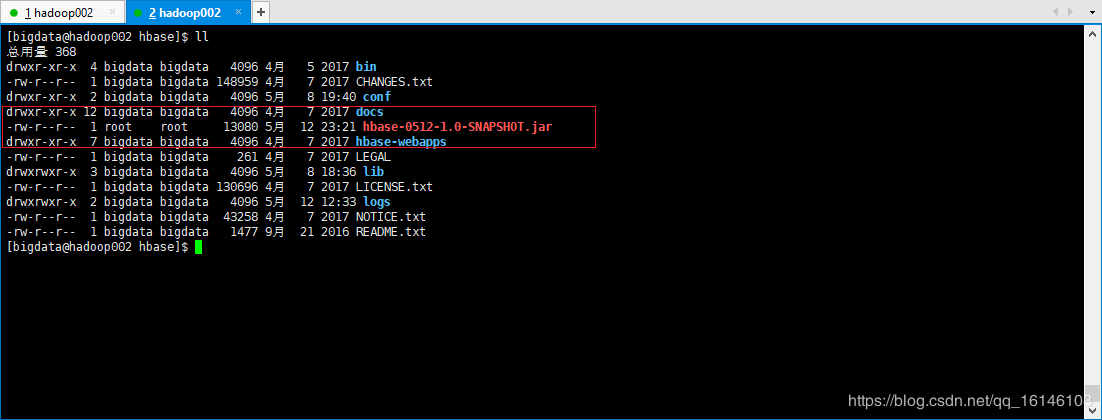 1 hadoop002 × 2 hadoop002 × +
[bigdata@hadoop002 hbase]$ ll
总用量 368
drwxr-xr-x 4 bigdata bigdata 4096 4月 5 2017 bin
-rw-r--r-- 1 bigdata bigdata 148959 4月 7 2017 CHANGES.txt
drwxr-xr-x 2 bigdata bigdata 4096 5月 8 19:40 conf
drwxr-xr-x 12 bigdata bigdata 4096 4月 7 2017 docs
-rw-r--r-- 1 root root 13080 5月 12 23:21 hbase-0512-1.0-SNAPSHOT.jar
drwxr-xr-x 7 bigdata bigdata 4096 4月 7 2017 hbase-webapps
-rw-r--r-- 1 bigdata bigdata 261 4月 7 2017 LEGAL
drwxrwxr-x 3 bigdata bigdata 4096 5月 8 18:36 lib
-rw-r--r-- 1 bigdata bigdata 130696 4月 7 2017 LICENSE.txt
drwxrwxr-x 2 bigdata bigdata 4096 5月 12 12:33 logs
-rw-r--r-- 1 bigdata bigdata 43258 4月 7 2017 NOTICE.txt
-rw-r--r-- 1 bigdata bigdata 1477 9月 21 2016 README.txt
[bigdata@hadoop002 hbase]$
https://blog.csdn.net/qq_16146103